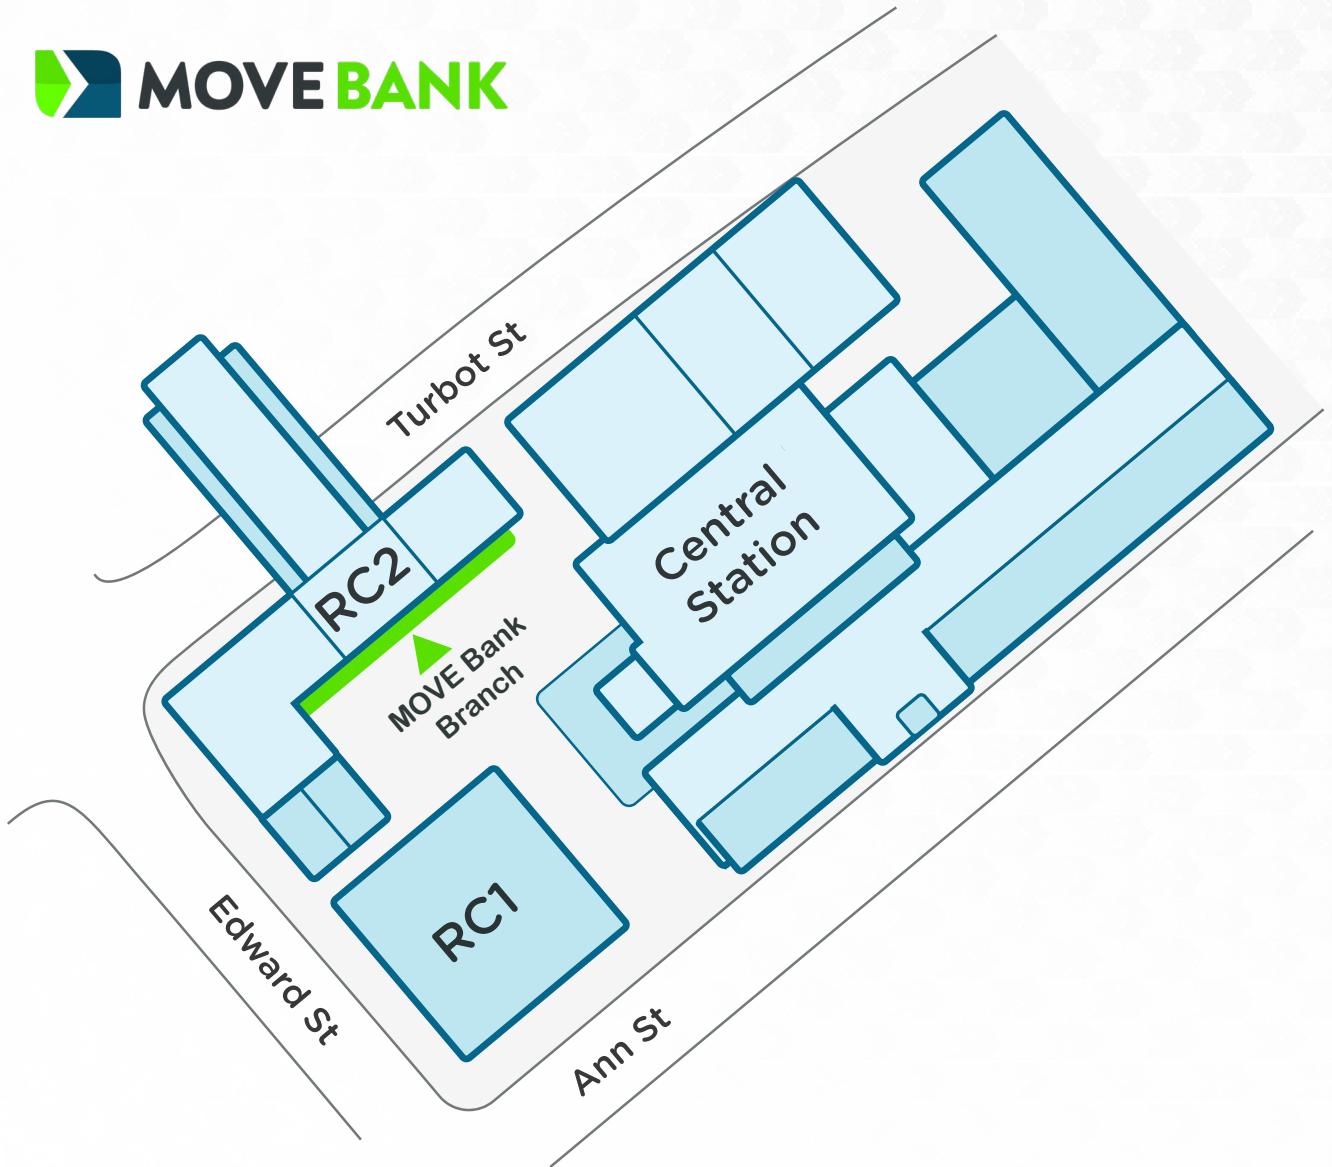 MOVE BANK
Turbot St
RC2
MOVE Bank
Branch
Central
Station
RC1
Edward St
Ann St